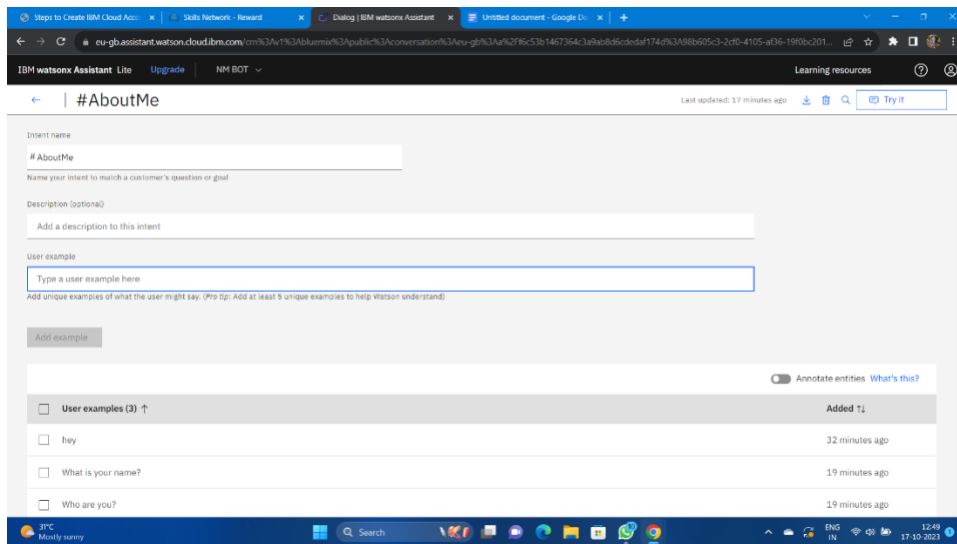 Steps to Create IBM Cloud Acco
Skills Network - Reward
Dialog | IBM watsonx Assistant
Untitled document - Google Do
eu-gb.assistant.watson.cloud.ibm.com/
IBM watsonx Assistant Lite Upgrade NM BOT Learning resources
#AboutMe Last updated: 17 minutes ago Try it
Intent name
# AboutMe
Name your intent to match a customer's question or goal
Description (optional)
Add a description to this intent
User example
Type a user example here
Add unique examples of what the user might say. (Pro tip: Add at least 5 unique examples to help Watson understand)
Add example
Annotate entities What's this?
User examples (3) Added
hey 32 minutes ago
What is your name? 19 minutes ago
Who are you? 19 minutes ago
31°C
Mostly sunny
Search
ENG
IN
12:49
17-10-2023